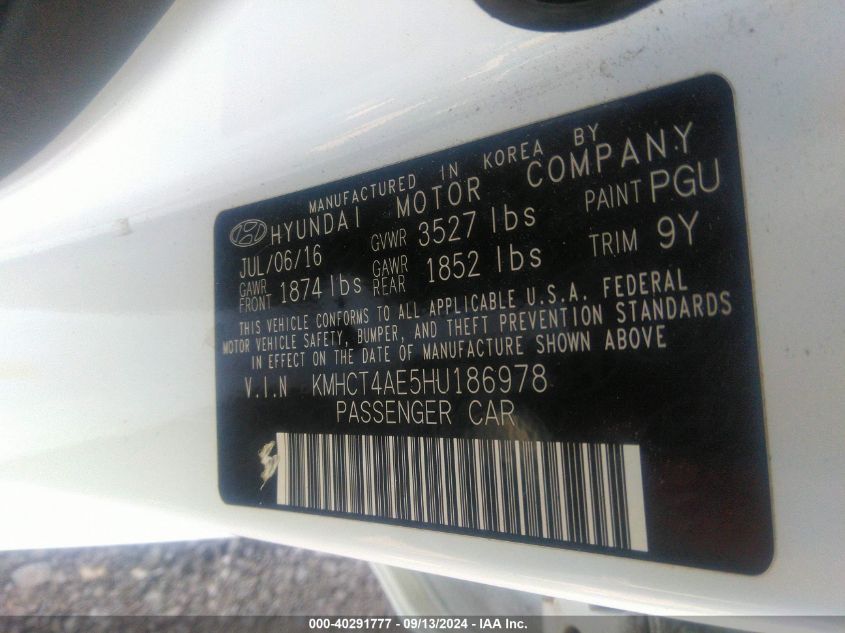 MANUFACTURED IN KOREA BY
HYUNDAI MOTOR COMPANY
JUL/06/16 GVWR 3527 lbs PAINT PGU
GAWR FRONT 1874 lbs GAWR REAR 1852 lbs TRIM 9Y
THIS VEHICLE CONFORMS TO ALL APPLICABLE U.S.A. FEDERAL
MOTOR VEHICLE SAFETY, BUMPER, AND THEFT PREVENTION STANDARDS
IN EFFECT ON THE DATE OF MANUFACTURE SHOWN ABOVE
V.I.N KMHCT4AE5HU186978
PASSENGER CAR
000-40291777 - 09/13/2024 - IAA Inc.